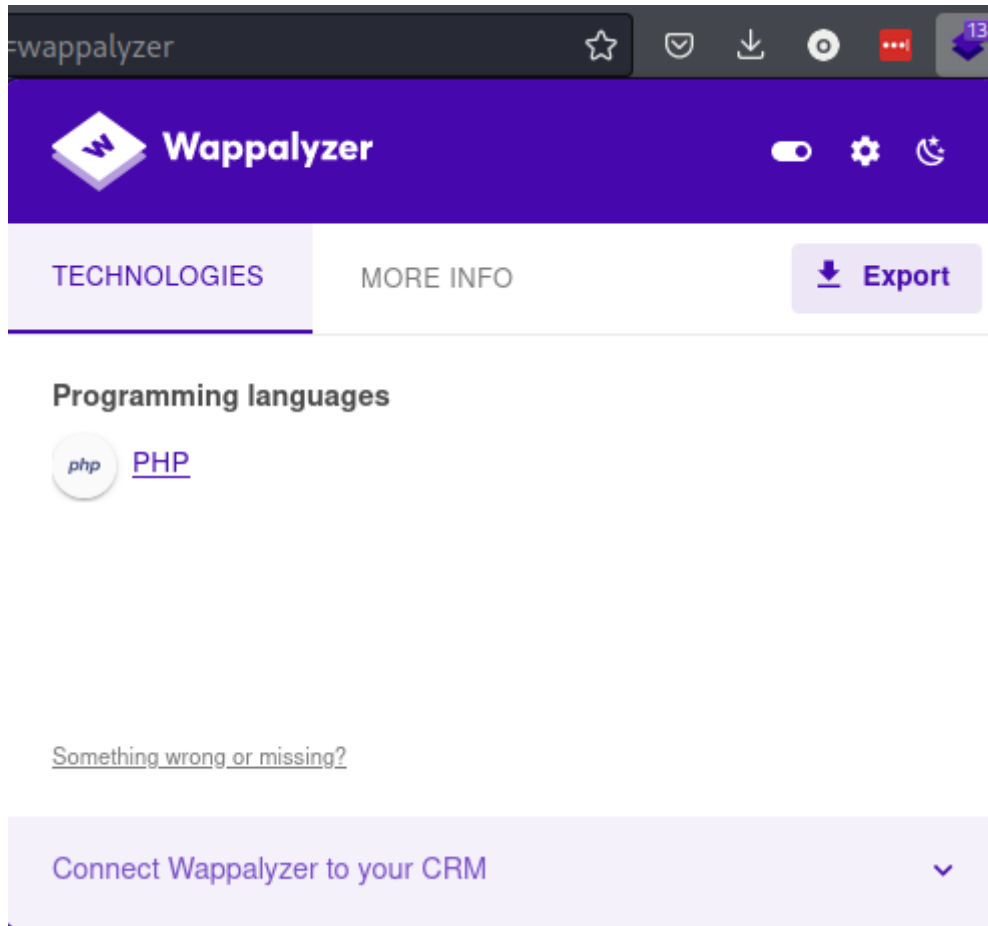 =wappalyzer
13
W
Wappalyzer
TECHNOLOGIES
MORE INFO
Export
Programming languages
php
PHP
Something wrong or missing?
Connect Wappalyzer to your CRM